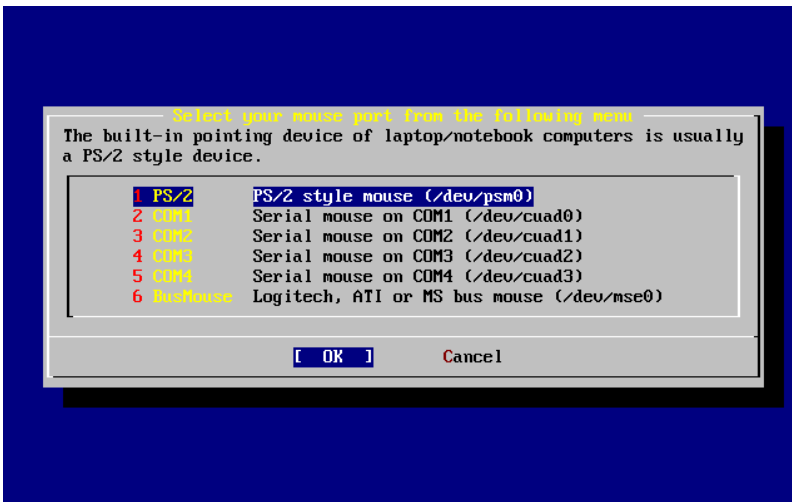 Select your mouse port from the following menu
The built-in pointing device of laptop/notebook computers is usually
a PS/2 style device.
1 PS/2 PS/2 style mouse (/dev/psm0)
2 COM1 Serial mouse on COM1 (/dev/cuad0)
3 COM2 Serial mouse on COM2 (/dev/cuad1)
4 COM3 Serial mouse on COM3 (/dev/cuad2)
5 COM4 Serial mouse on COM4 (/dev/cuad3)
6 BusMouse Logitech, ATI or MS bus mouse (/dev/mse0)
[ OK ] Cancel